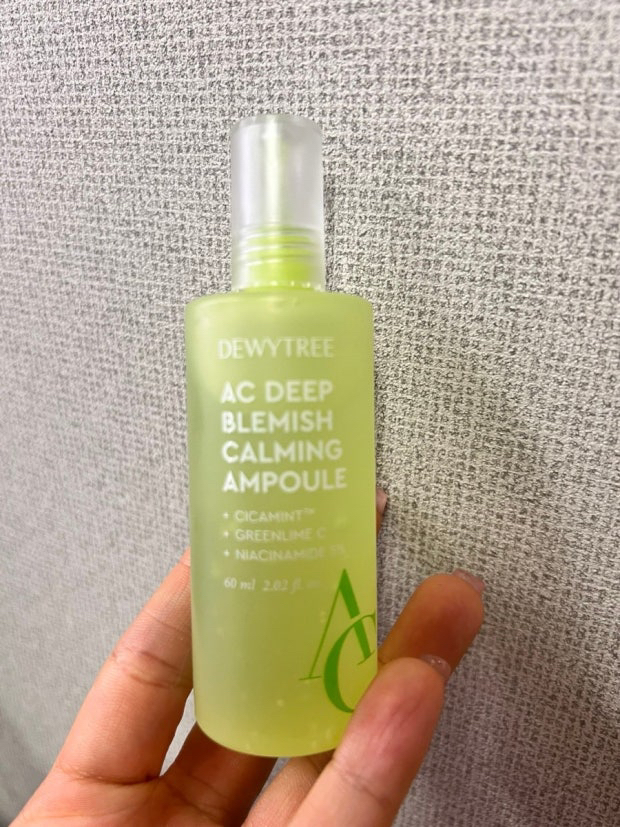 DEWYTREE
AC DEEP
BLEMISH
CALMING
AMPOULE
+ CICAMINT™
+ GREENLIME C
+ NIACINAMIDE 5%
60 ml 2.02 fl. oz.
AC